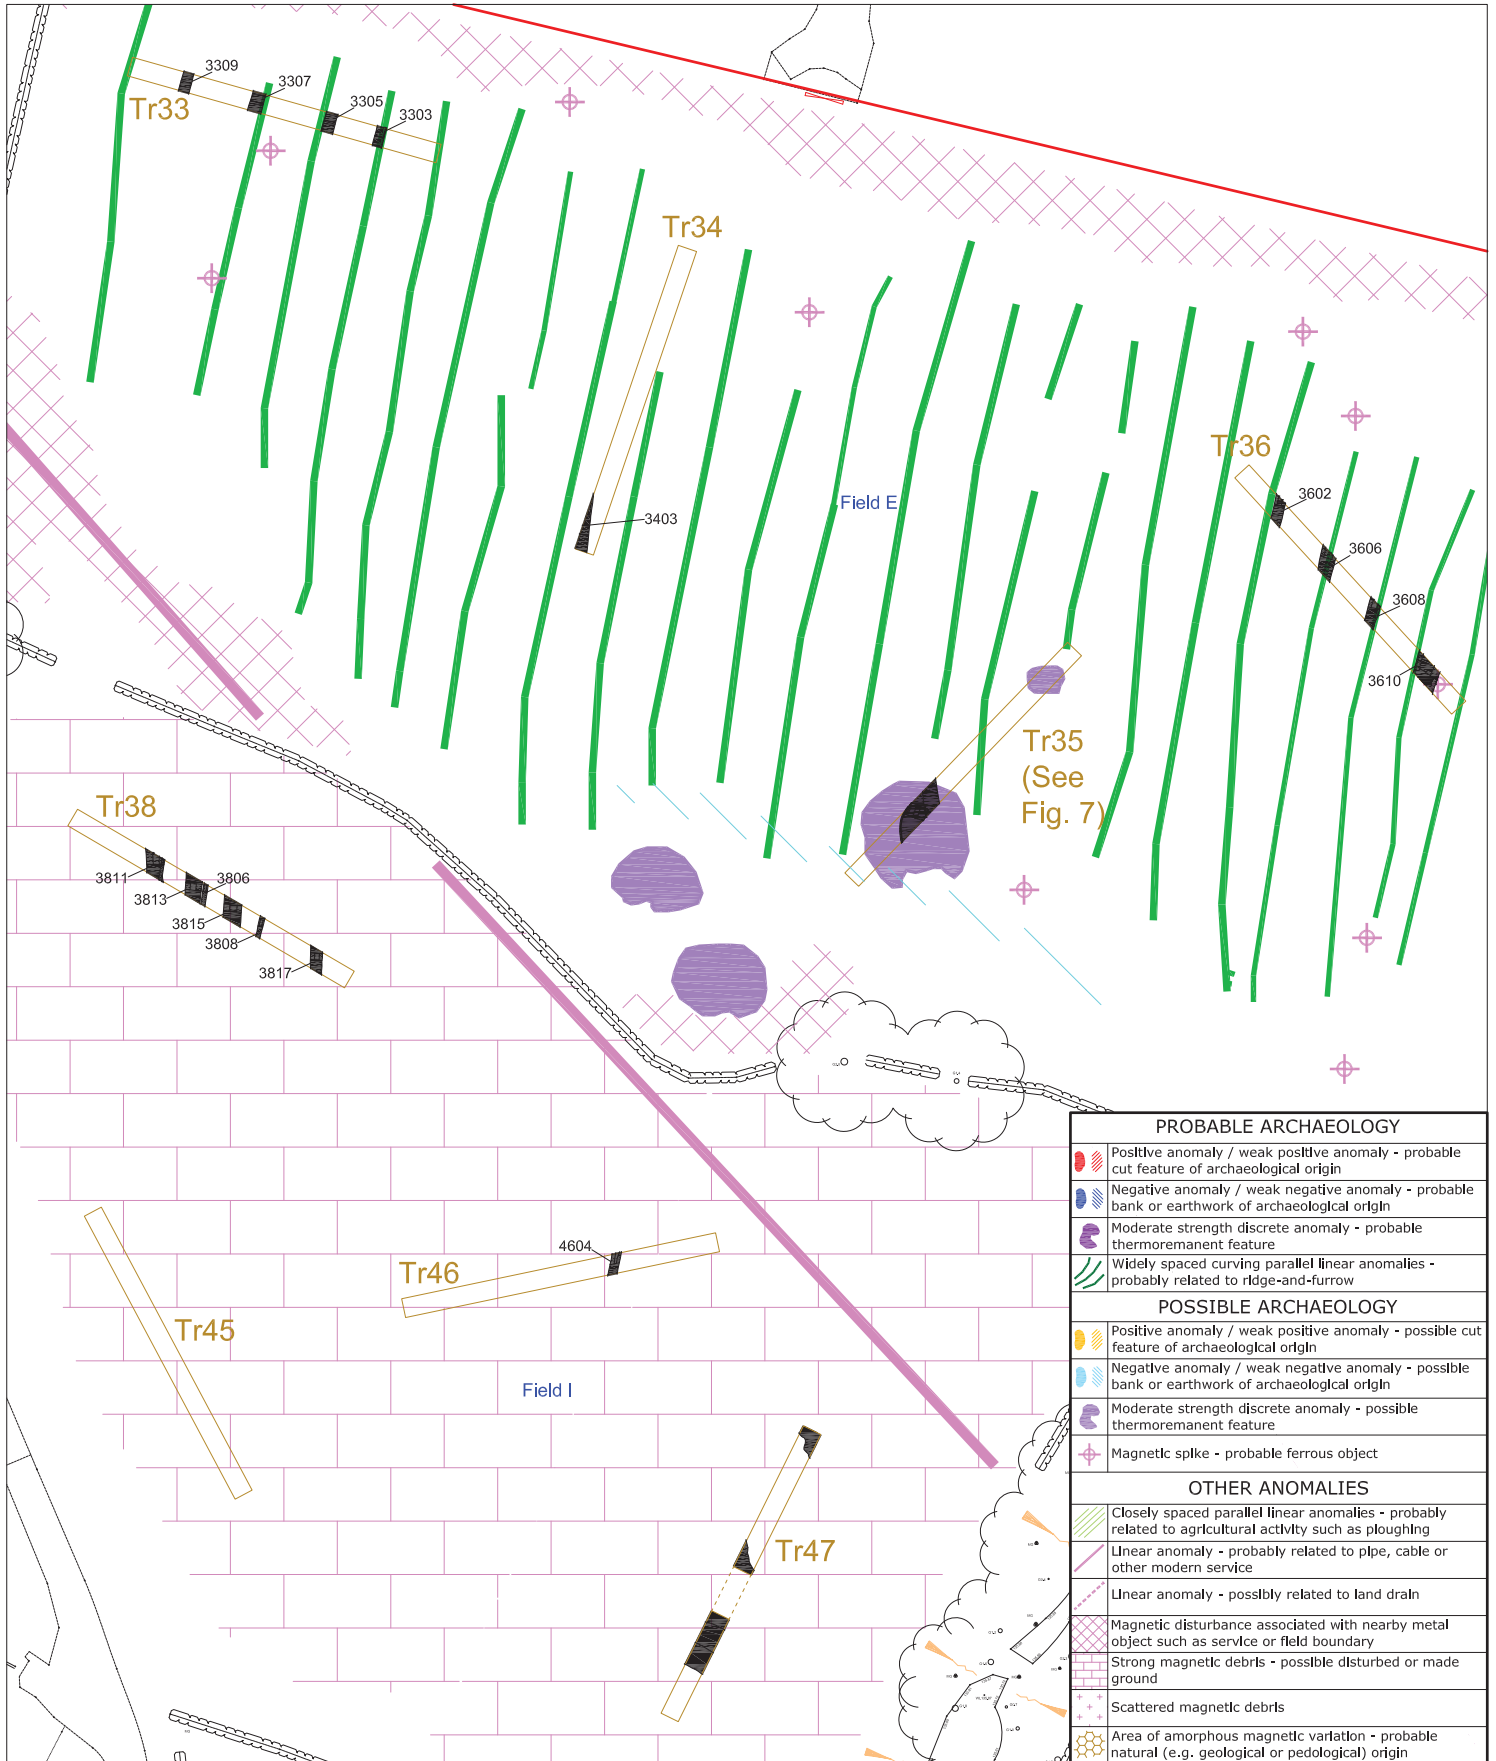 3309
3307
3305
3303
Tr33
Tr34
3403
Field E
Tr36
3602
3606
3608
3610
Tr35
(See
Fig. 7)
Tr38
3811
3813
3806
3815
3808
3817
4604
Tr46
Tr45
Field I
Tr47
PROBABLE ARCHAEOLOGY
Positive anomaly / weak positive anomaly - probable
cut feature of archaeological origin
Negative anomaly / weak negative anomaly - probable
bank or earthwork of archaeological origin
Moderate strength discrete anomaly - probable
thermoremanent feature
Widely spaced curving parallel linear anomalies -
probably related to ridge-and-furrow
POSSIBLE ARCHAEOLOGY
Positive anomaly / weak positive anomaly - possible cut
feature of archaeological origin
Negative anomaly / weak negative anomaly - possible
bank or earthwork of archaeological origin
Moderate strength discrete anomaly - possible
thermoremanent feature
Magnetic spike - probable ferrous object
OTHER ANOMALIES
Closely spaced parallel linear anomalies - probably
related to agricultural activity such as ploughing
Linear anomaly - probably related to pipe, cable or
other modern service
Linear anomaly - possibly related to land drain
Magnetic disturbance associated with nearby metal
object such as service or field boundary
Strong magnetic debris - possible disturbed or made
ground
Scattered magnetic debris
Area of amorphous magnetic variation - probable
natural (e.g. geological or pedological) origin